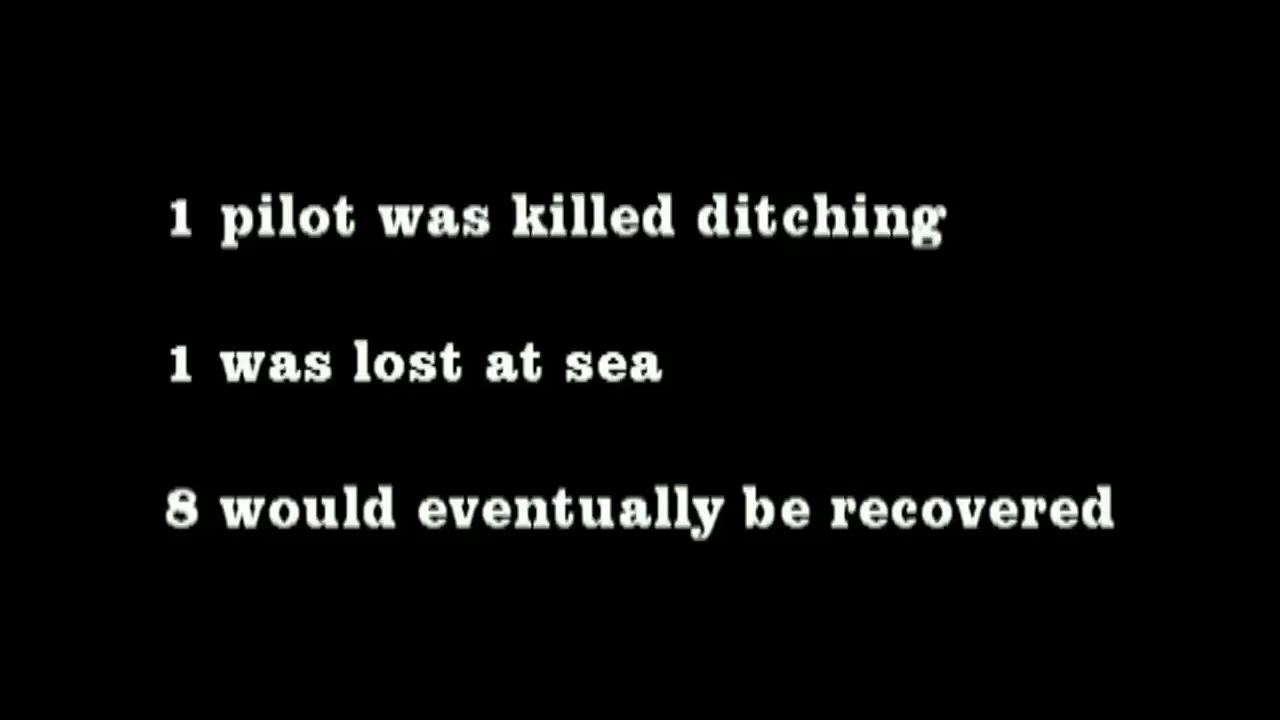 1 pilot was killed ditching
1 was lost at sea
8 would eventually be recovered